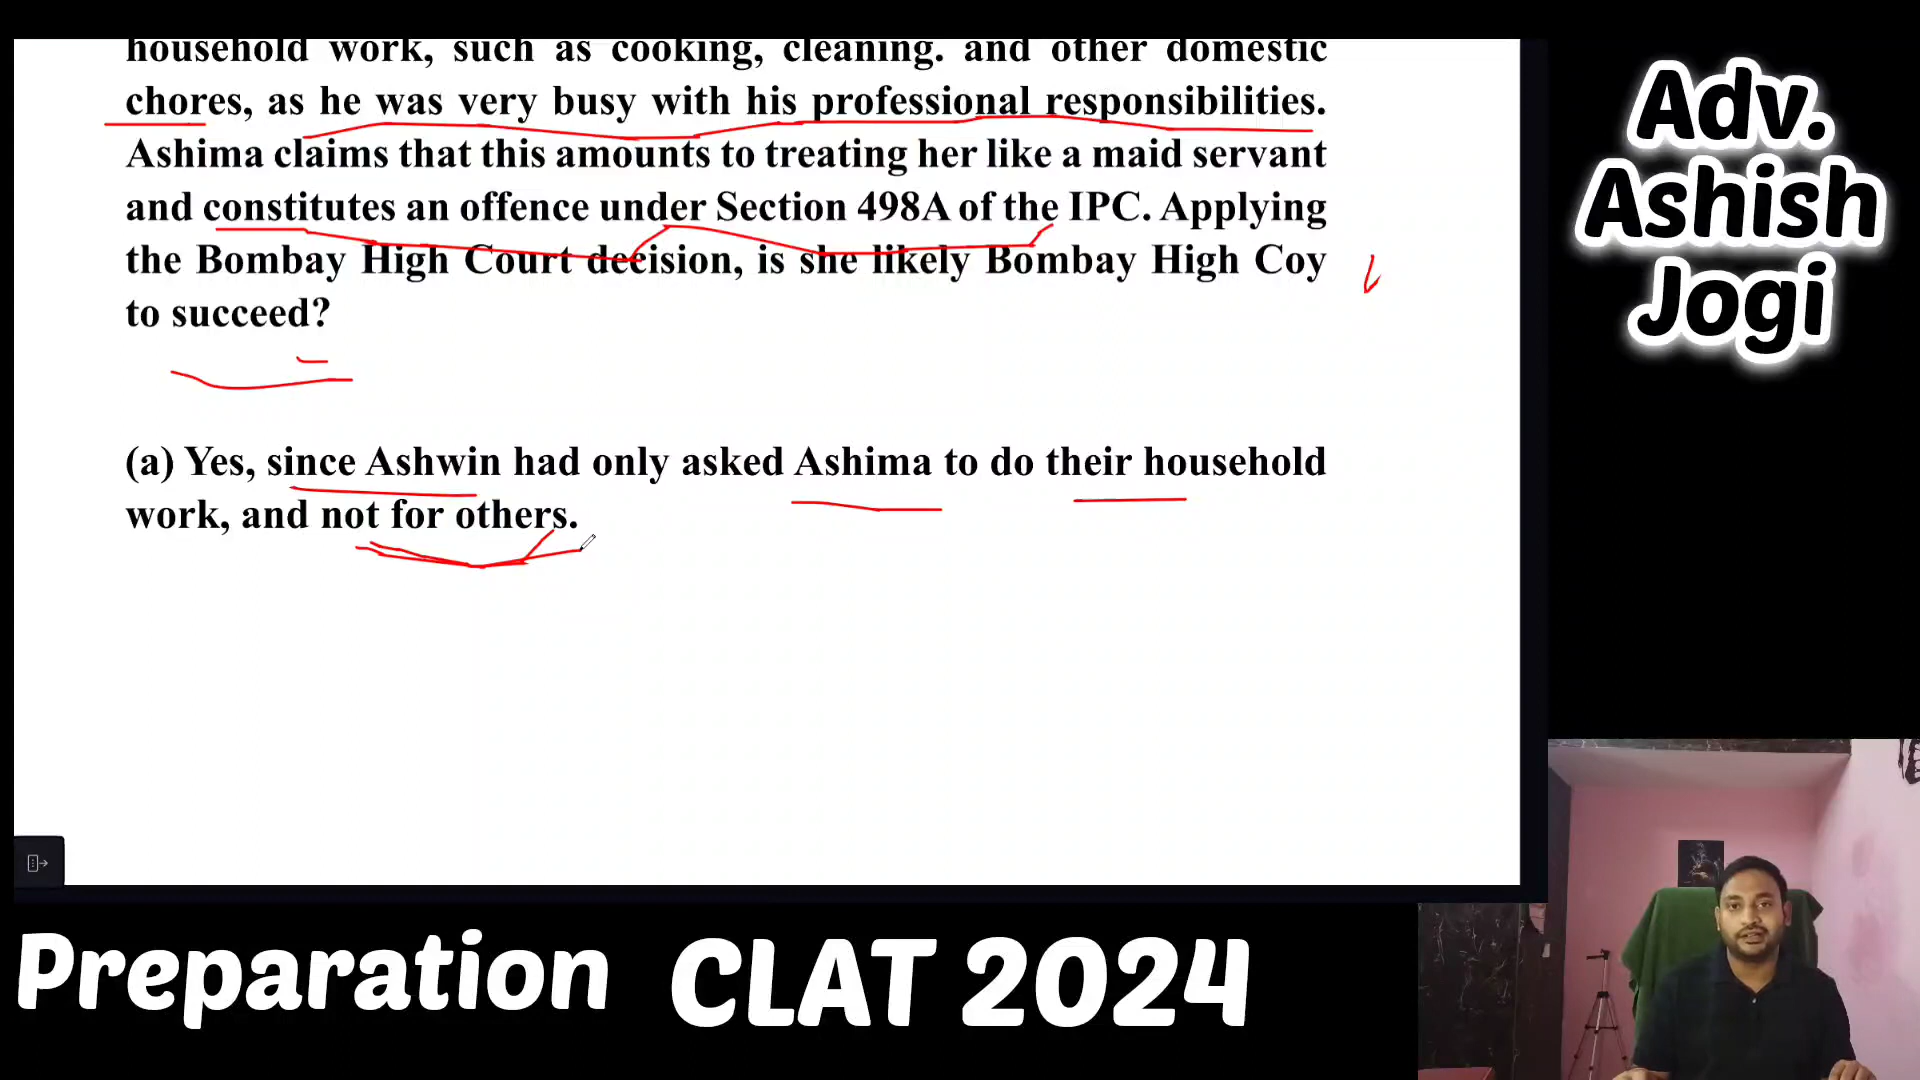 household work, such as cooking, cleaning. and other domestic
chores, as he was very busy with his professional responsibilities.
Ashima claims that this amounts to treating her like a maid servant
and constitutes an offence under Section 498A of the IPC. Applying
the Bombay High Court decision, is she likely Bombay High Coy
to succeed?
(a) Yes, since Ashwin had only asked Ashima to do their household
work, and not for others.
Adv.
Ashish
Jogi
Preparation CLAT 2024